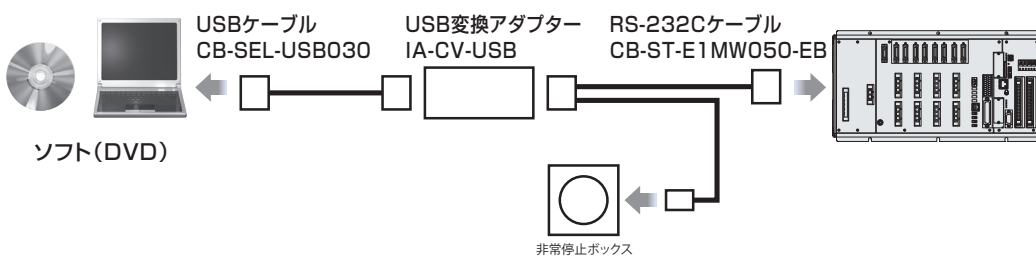 USBケーブル
CB-SEL-USB030
USB変換アダプター
IA-CV-USB
RS-232Cケーブル
CB-ST-E1MW050-EB
ソフト(DVD)
非常停止ボックス